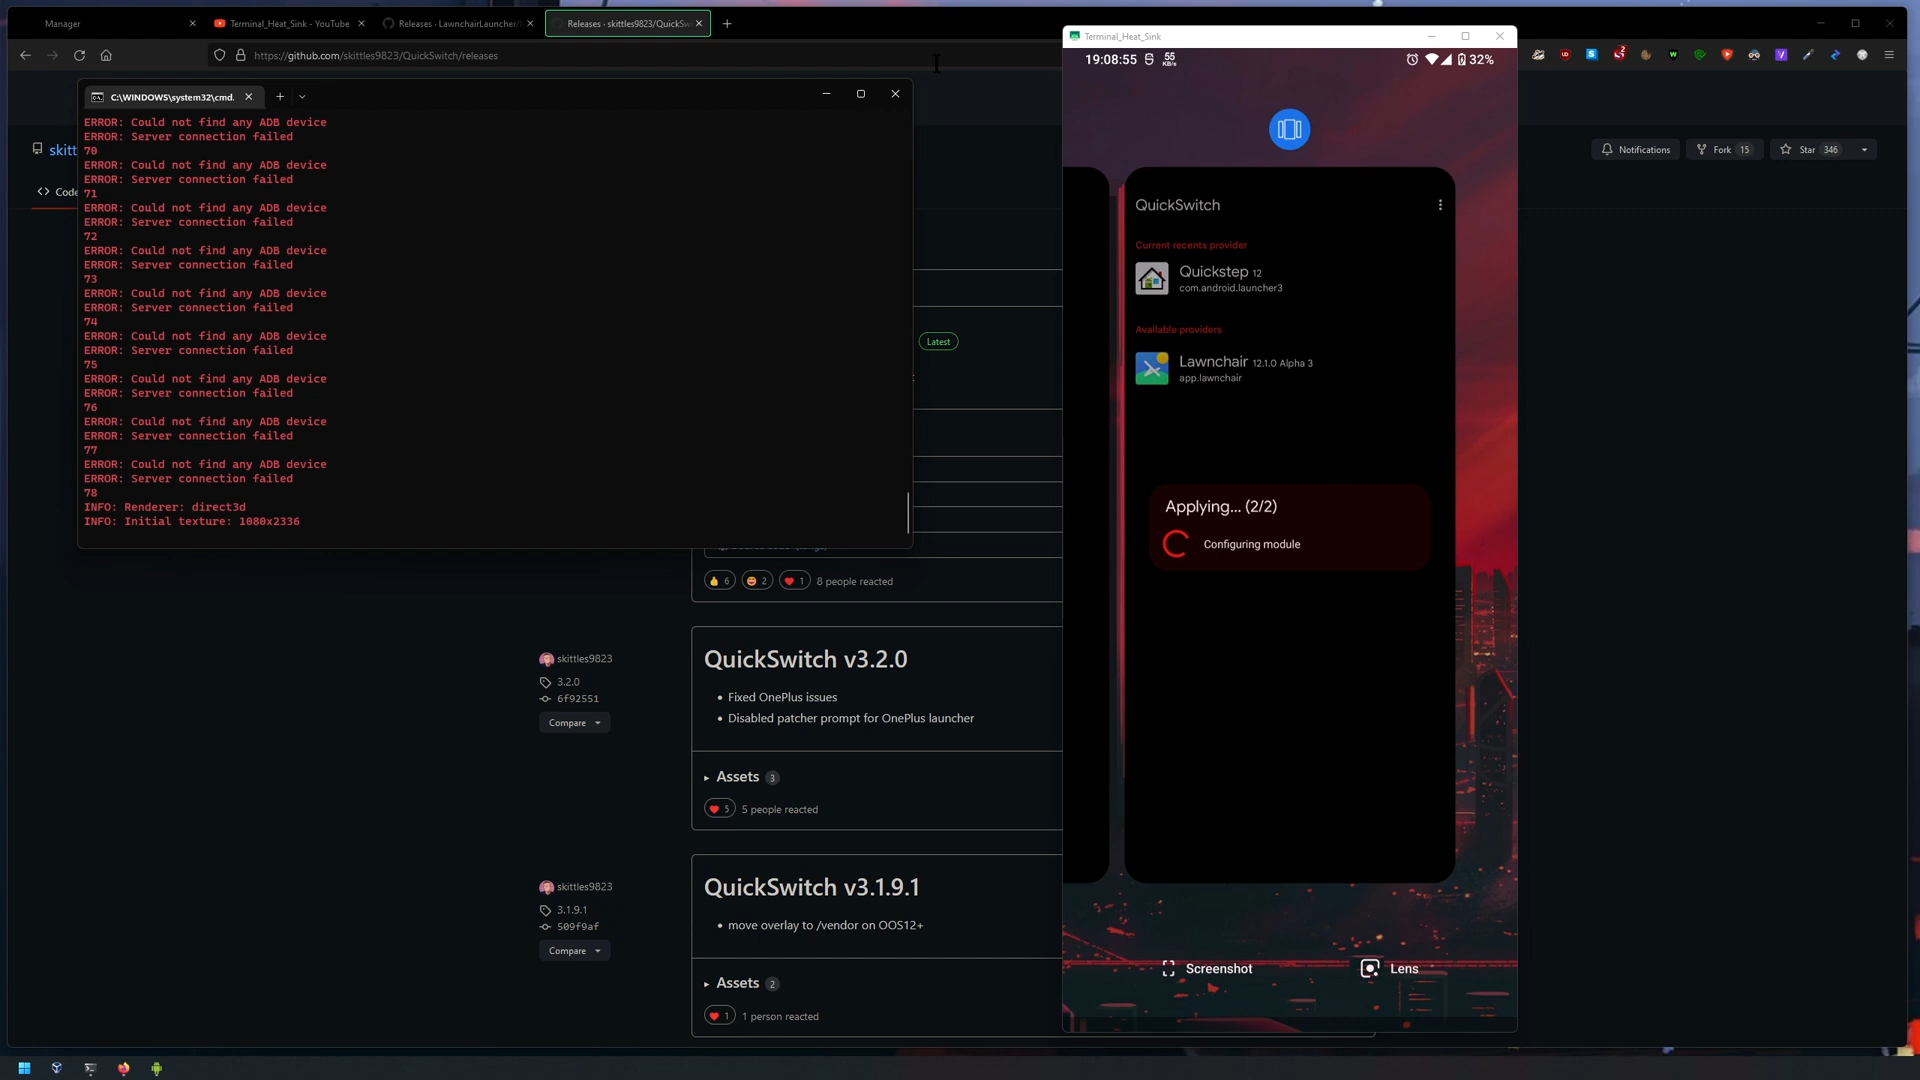 Manager
Terminal_Heat_Sink - YouTube
Releases · LawnchairLauncher/
Releases · skittles9823/QuickSw
https://github.com/skittles9823/QuickSwitch/releases
skitt
Code
Notifications
Fork 15
Star 346
C:\WINDOWS\system32\cmd.
ERROR: Could not find any ADB device
ERROR: Server connection failed
70
ERROR: Could not find any ADB device
ERROR: Server connection failed
71
ERROR: Could not find any ADB device
ERROR: Server connection failed
72
ERROR: Could not find any ADB device
ERROR: Server connection failed
73
ERROR: Could not find any ADB device
ERROR: Server connection failed
74
ERROR: Could not find any ADB device
ERROR: Server connection failed
75
ERROR: Could not find any ADB device
ERROR: Server connection failed
76
ERROR: Could not find any ADB device
ERROR: Server connection failed
77
ERROR: Could not find any ADB device
ERROR: Server connection failed
78
INFO: Renderer: direct3d
INFO: Initial texture: 1080x2336
Latest
6 2 1 8 people reacted
skittles9823
3.2.0
6f92551
Compare
QuickSwitch v3.2.0
• Fixed OnePlus issues
• Disabled patcher prompt for OnePlus launcher
Assets 3
5 5 people reacted
skittles9823
3.1.9.1
509f9af
Compare
QuickSwitch v3.1.9.1
• move overlay to /vendor on OOS12+
Assets 2
1 1 person reacted
Terminal_Heat_Sink
19:08:55 55 KB/s 32%
QuickSwitch
Current recents provider
Quickstep 12
com.android.launcher3
Available providers
Lawnchair 12.1.0 Alpha 3
app.lawnchair
Applying... (2/2)
Configuring module
Screenshot
Lens